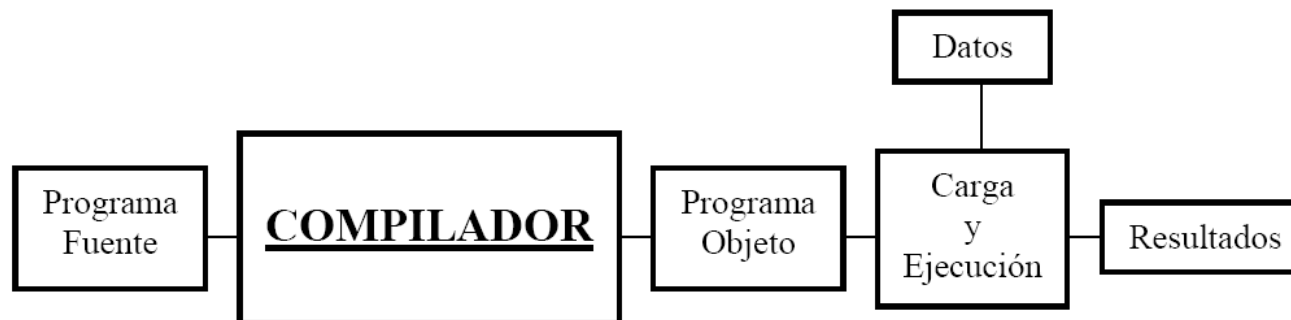 Datos
Programa
Fuente
COMPILADOR
Programa
Objeto
Carga
y
Ejecución
Resultados